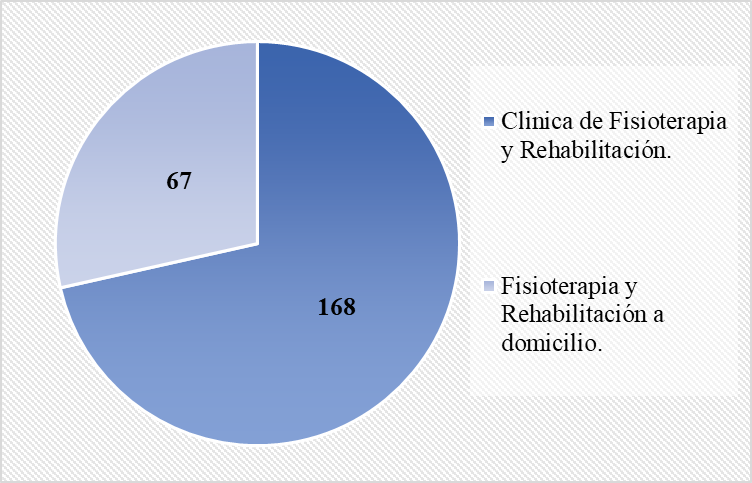 67
168
Clinica de Fisioterapia
y Rehabilitación.
Fisioterapia y
Rehabilitación a
domicilio.